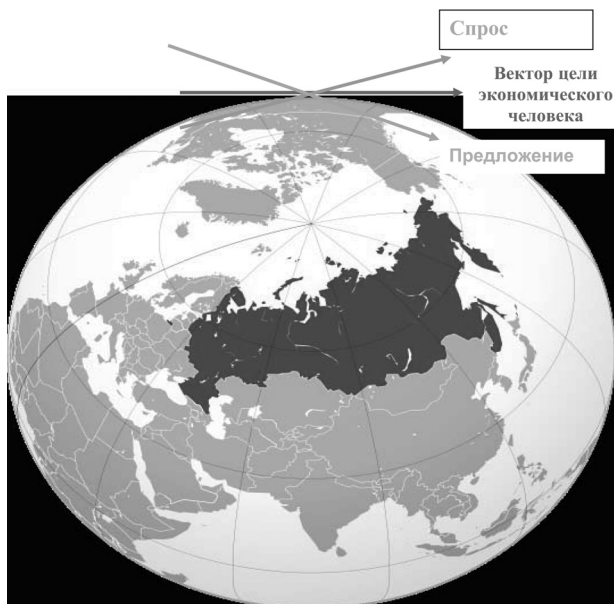 Спрос
Вектор цели
экономического
человека
Предложение